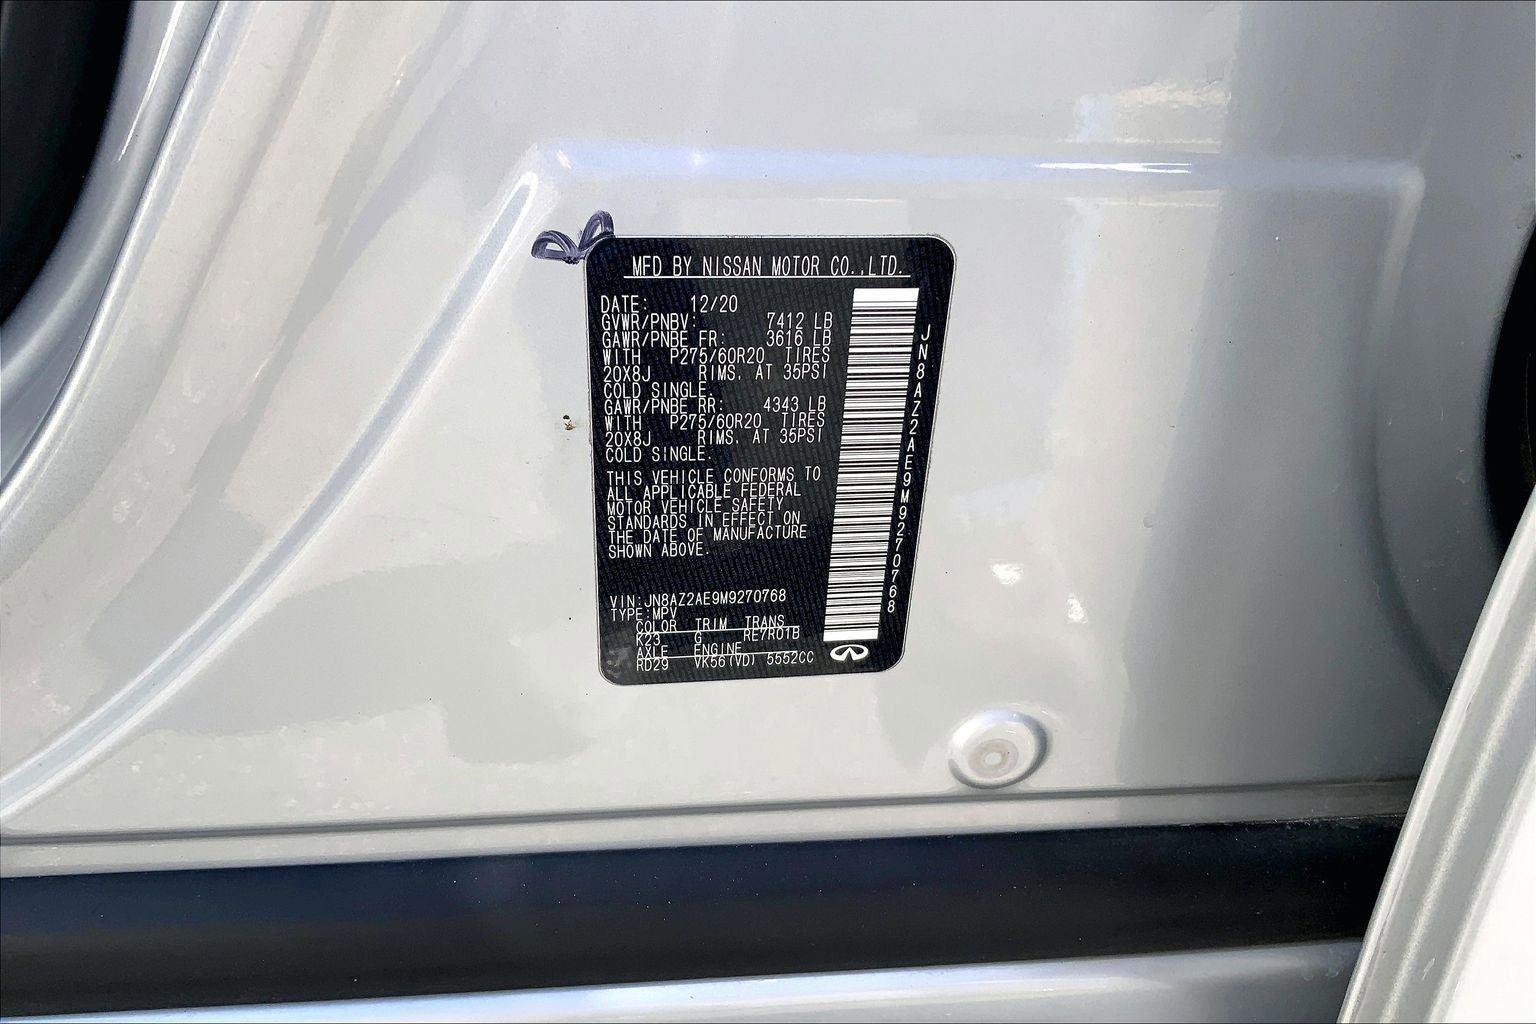 MFD BY NISSAN MOTOR CO.,LTD.
DATE: 12/20
GVWR/PNBV: 7412 LB
GAWR/PNBE FR: 3616 LB
WITH P275/60R20 TIRES
20X8J RIMS, AT 35PSI
COLD SINGLE.
GAWR/PNBE RR: 4343 LB
WITH P275/60R20 TIRES
20X8J RIMS. AT 35PSI
COLD SINGLE.
THIS VEHICLE CONFORMS TO
ALL APPLICABLE FEDERAL
MOTOR VEHICLE SAFETY
STANDARDS IN EFFECT ON
THE DATE OF MANUFACTURE
SHOWN ABOVE.
VIN:JN8AZ2AE9M9270768
TYPE:MPV
COLOR TRIM TRANS
K23 G RE7R01B
AXLE ENGINE
RD29 VK56(VD) 5552CC
JN8AZ2AE9M9270768